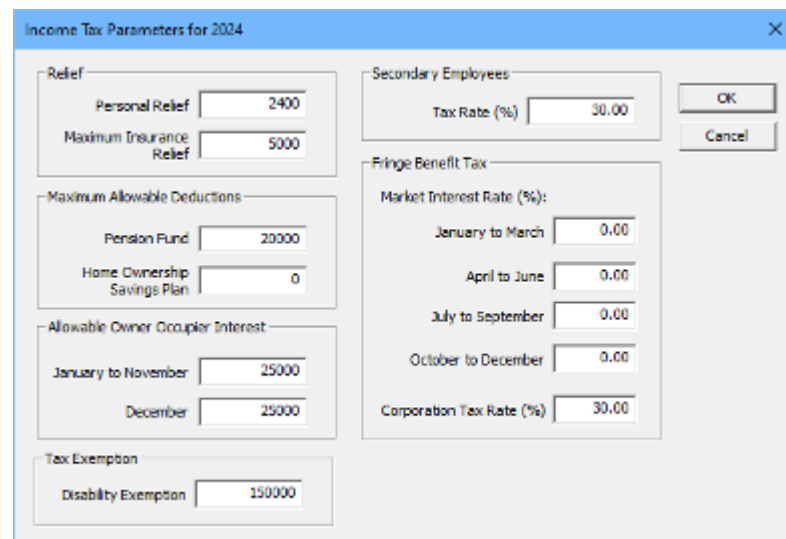 Income Tax Parameters for 2024
Relief
Personal Relief 2400
Maximum Insurance
Relief 5000
Maximum Allowable Deductions
Pension Fund 20000
Home Ownership
Savings Plan 0
Allowable Owner Occupier Interest
January to November 25000
December 25000
Tax Exemption
Disability Exemption 150000
Secondary Employees
Tax Rate (%) 30.00
Fringe Benefit Tax
Market Interest Rate (%):
January to March 0.00
April to June 0.00
July to September 0.00
October to December 0.00
Corporation Tax Rate (%) 30.00
OK
Cancel